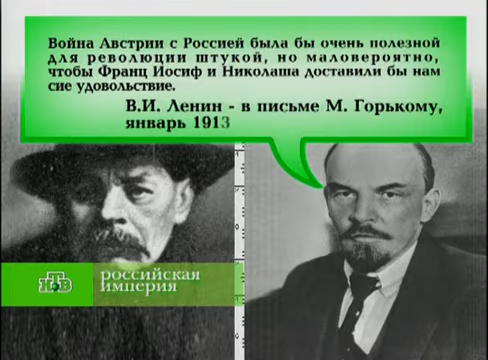 Война Австрии с Россией была бы очень полезной
для революции штукой, но маловероятно,
чтобы Франц Иосиф и Николаша доставили бы нам
сие удовольствие.
В.И. Ленин - в письме М. Горькому,
январь 1913
НТВ
российская
империя